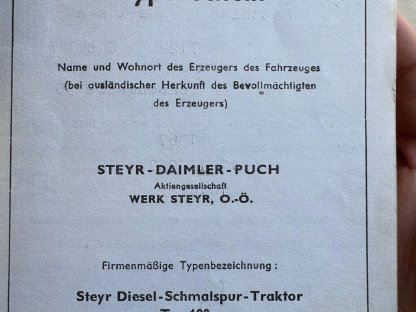 Name und Wohnort des Erzeugers des Fahrzeuges
(bei ausländischer Herkunft des Bevollmächtigten
des Erzeugers)
STEYR-DAIMLER-PUCH
Aktiengesellschaft
WERK STEYR, O.-Ö.
Firmenmäßige Typenbezeichnung:
Steyr Diesel-Schmalspur-Traktor